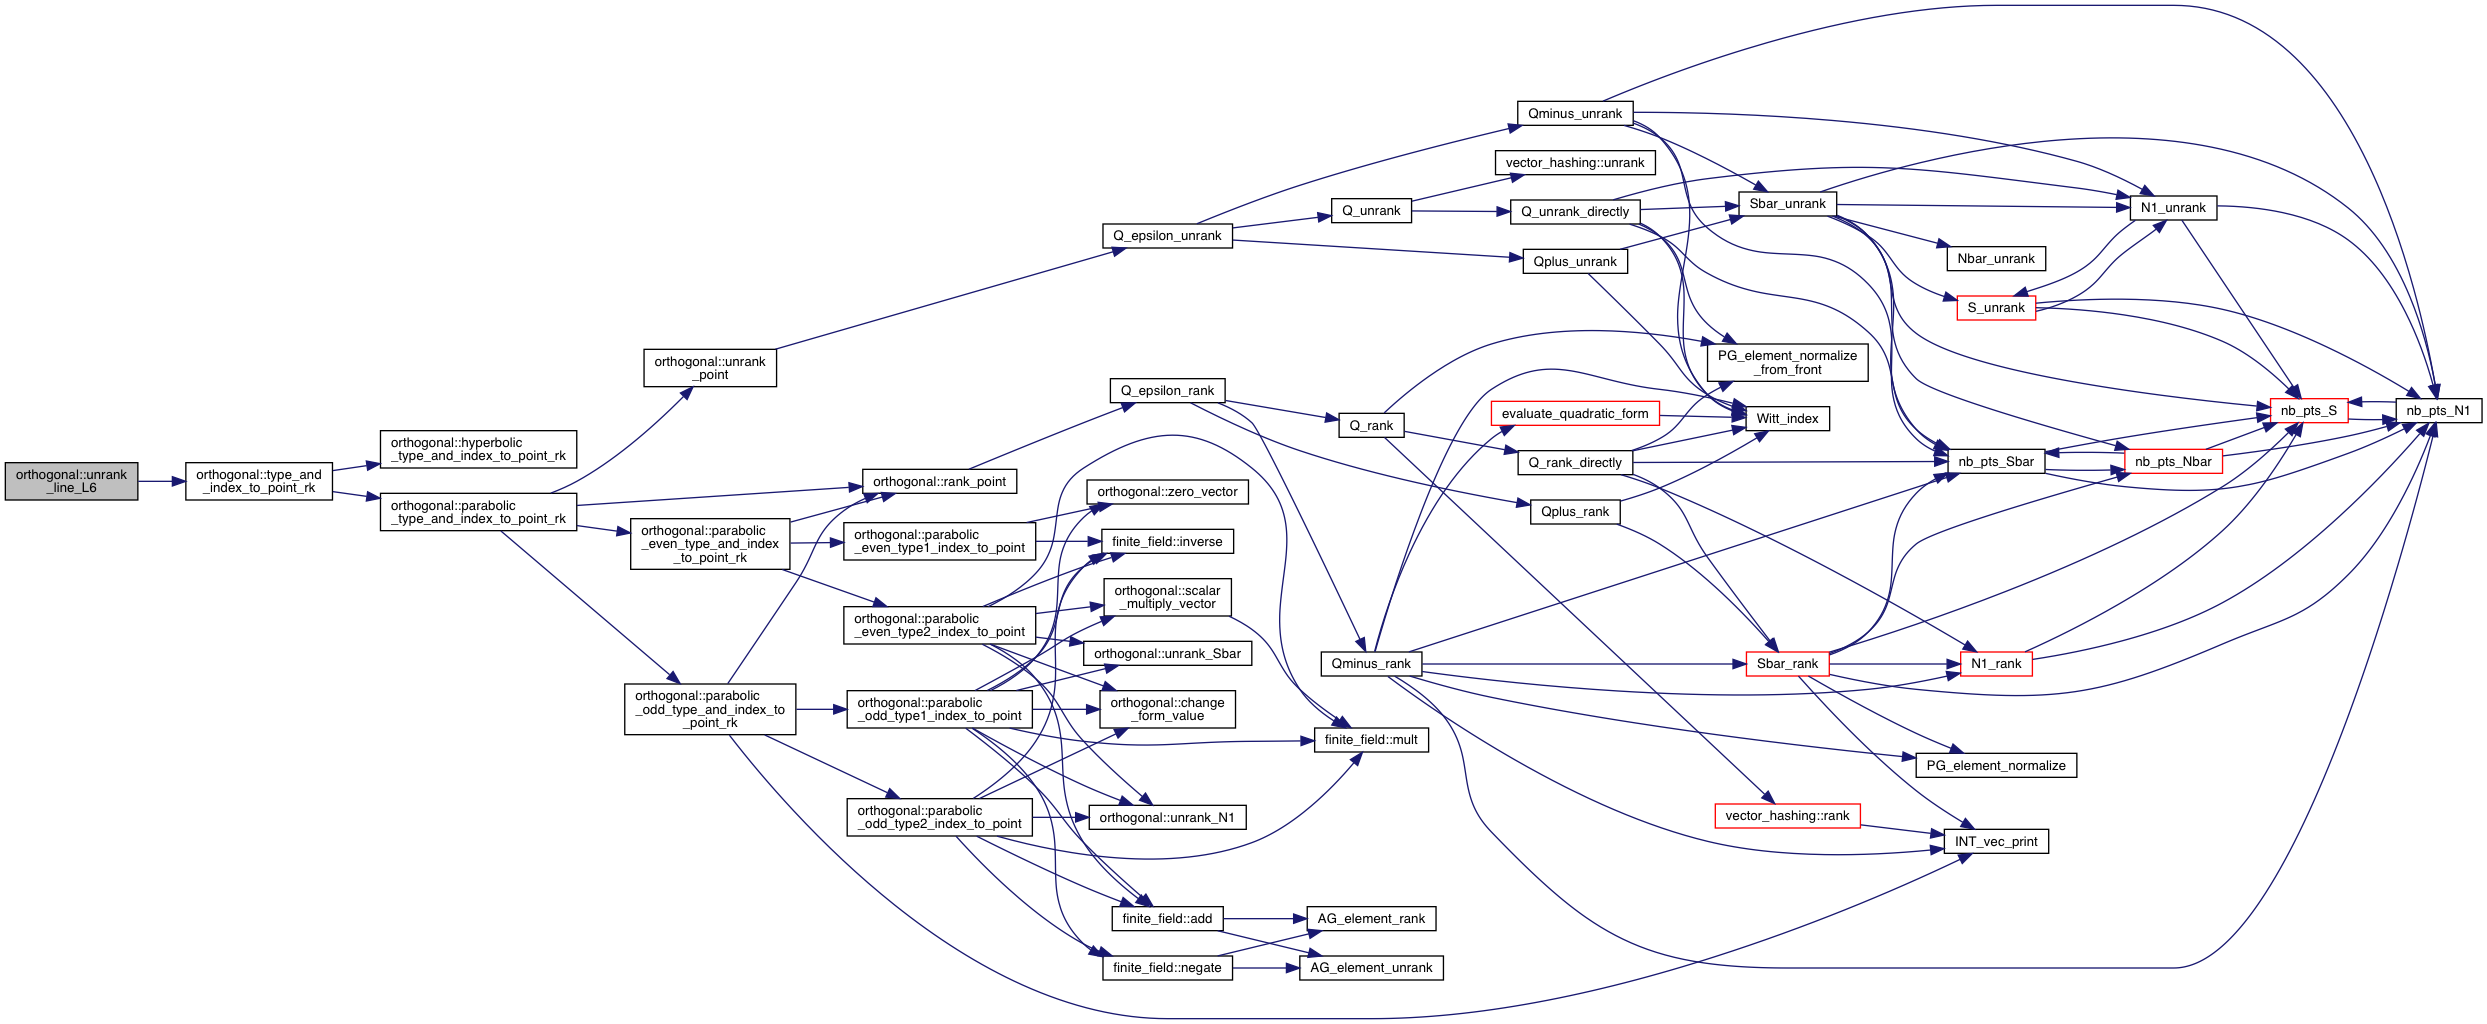 orthogonal::unrank
_line_L6
orthogonal::type_and
_index_to_point_rk
orthogonal::hyperbolic
_type_and_index_to_point_rk
orthogonal::parabolic
_type_and_index_to_point_rk
orthogonal::unrank
_point
orthogonal::parabolic
_even_type_and_index
_to_point_rk
orthogonal::parabolic
_odd_type_and_index_to
_point_rk
orthogonal::rank_point
orthogonal::parabolic
_even_type1_index_to_point
orthogonal::parabolic
_even_type2_index_to_point
orthogonal::parabolic
_odd_type1_index_to_point
orthogonal::parabolic
_odd_type2_index_to_point
Q_epsilon_unrank
Q_epsilon_rank
orthogonal::zero_vector
finite_field::inverse
orthogonal::scalar
_multiply_vector
orthogonal::unrank_Sbar
orthogonal::change
_form_value
orthogonal::unrank_N1
finite_field::add
finite_field::negate
Q_unrank
Q_rank
Qminus_rank
finite_field::mult
AG_element_rank
AG_element_unrank
Qminus_unrank
vector_hashing::unrank
Q_unrank_directly
Qplus_unrank
evaluate_quadratic_form
Q_rank_directly
Qplus_rank
Sbar_unrank
PG_element_normalize
_from_front
Witt_index
Sbar_rank
vector_hashing::rank
Nbar_unrank
S_unrank
nb_pts_Sbar
N1_rank
PG_element_normalize
INT_vec_print
N1_unrank
nb_pts_Nbar
nb_pts_S
nb_pts_N1